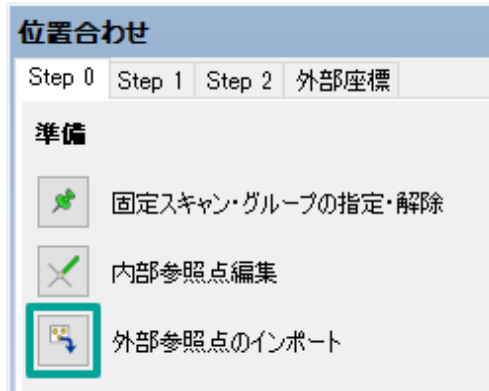 位置合わせ
Step 0 Step 1 Step 2 外部座標
準備
固定スキャン・グループの指定・解除
内部参照点編集
外部参照点のインポート